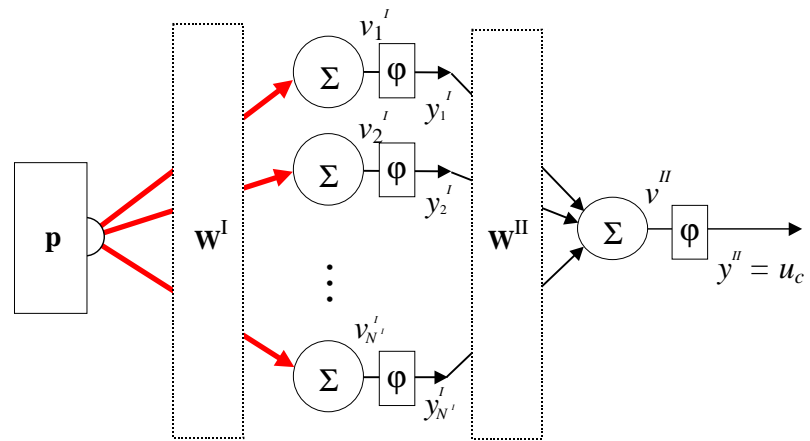 p
W^I
Σ
v_1^I
φ
y_1^I
Σ
v_2^I
φ
y_2^I
⋮
Σ
v_{N^I}^I
φ
y_{N^I}^I
W^{II}
Σ
v^{II}
φ
y^{II} = u_c